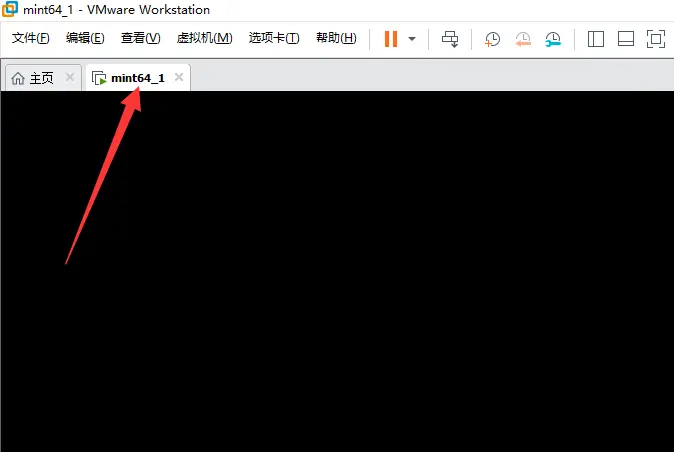 mint64_1 - VMware Workstation
文件(F) 编辑(E) 查看(V) 虚拟机(M) 选项卡(T) 帮助(H)
主页 mint64_1